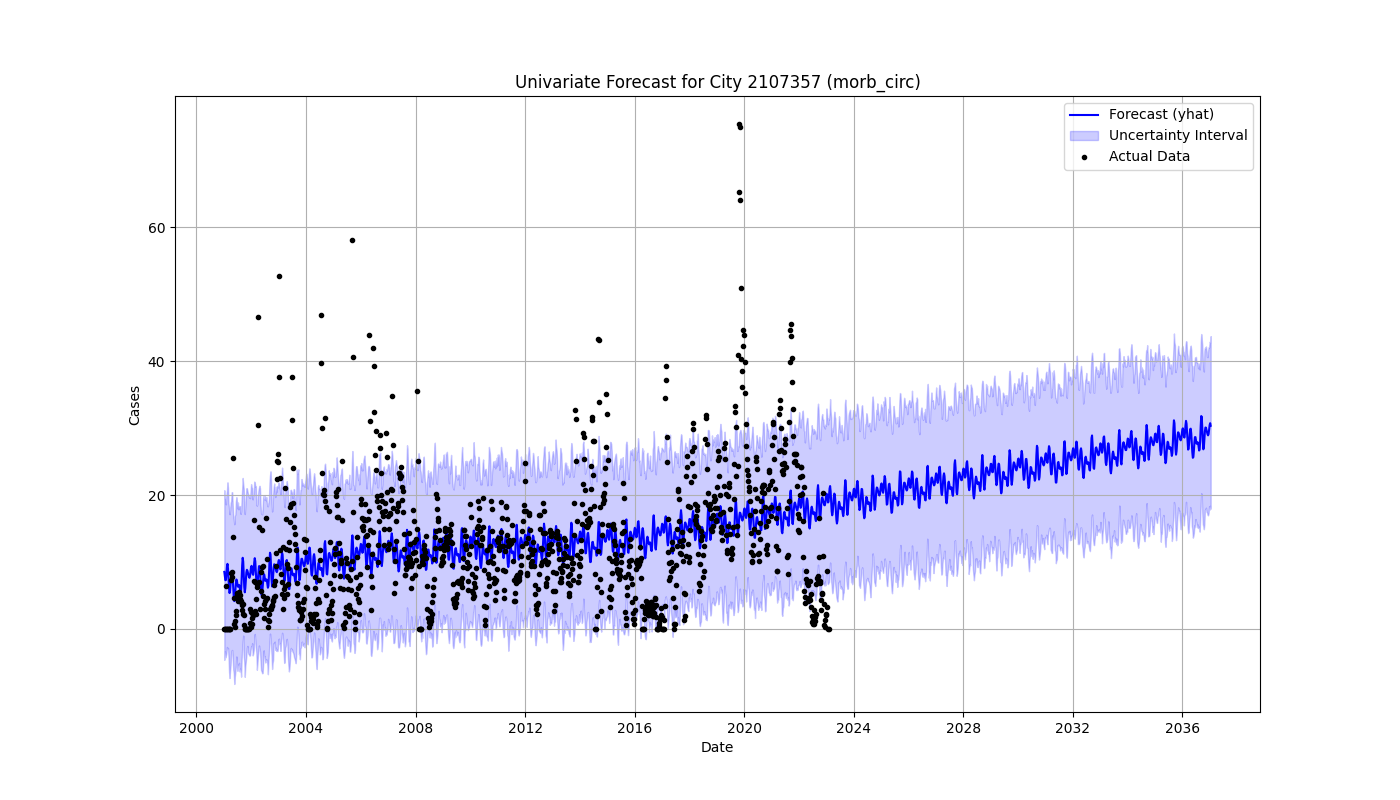 Univariate Forecast for City 2107357 (morb_circ)
Forecast (yhat)
Uncertainty Interval
Actual Data
Cases
60
40
20
0
2000 2004 2008 2012 2016 2020 2024 2028 2032 2036
Date